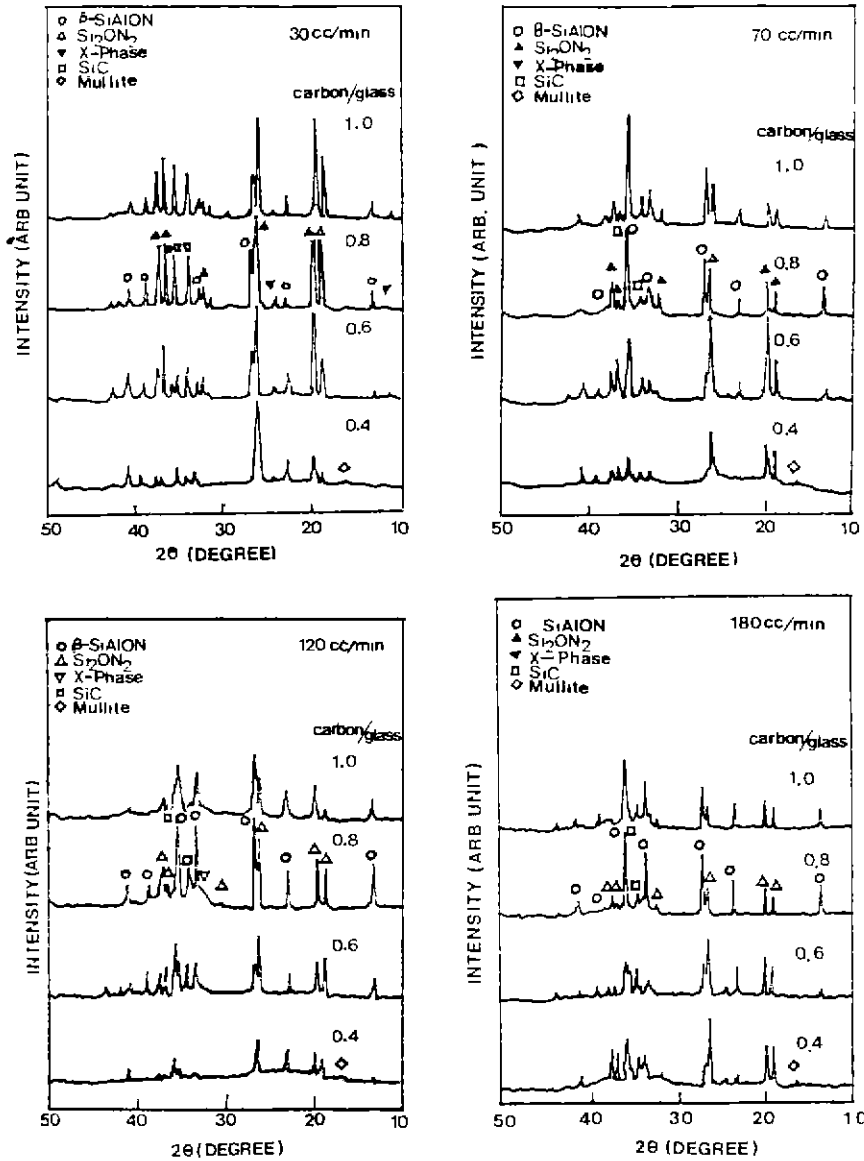 β-SiAlON
Si2ON2
X-Phase
SiC
Mullite
30 cc/min
carbon/glass
1.0
0.8
0.6
0.4
INTENSITY (ARB UNIT)
50 40 30 20 10
2θ (DEGREE)
β-SiAlON
Si2ON2
X-Phase
SiC
Mullite
70 cc/min
carbon/glass
1.0
0.8
0.6
0.4
INTENSITY (ARB, UNIT)
50 40 30 20 10
2θ (DEGREE)
β-SiAlON
Si2ON2
X-Phase
SiC
Mullite
120 cc/min
carbon/glass
1.0
0.8
0.6
0.4
INTENSITY (ARB UNIT)
50 40 30 20 10
2θ (DEGREE)
SiAlON
Si2ON2
X-Phase
SiC
Mullite
180 cc/min
carbon/glass
1.0
0.8
0.6
0.4
INTENSITY (ARB UNIT)
50 40 30 20 10
2θ (DEGREE)